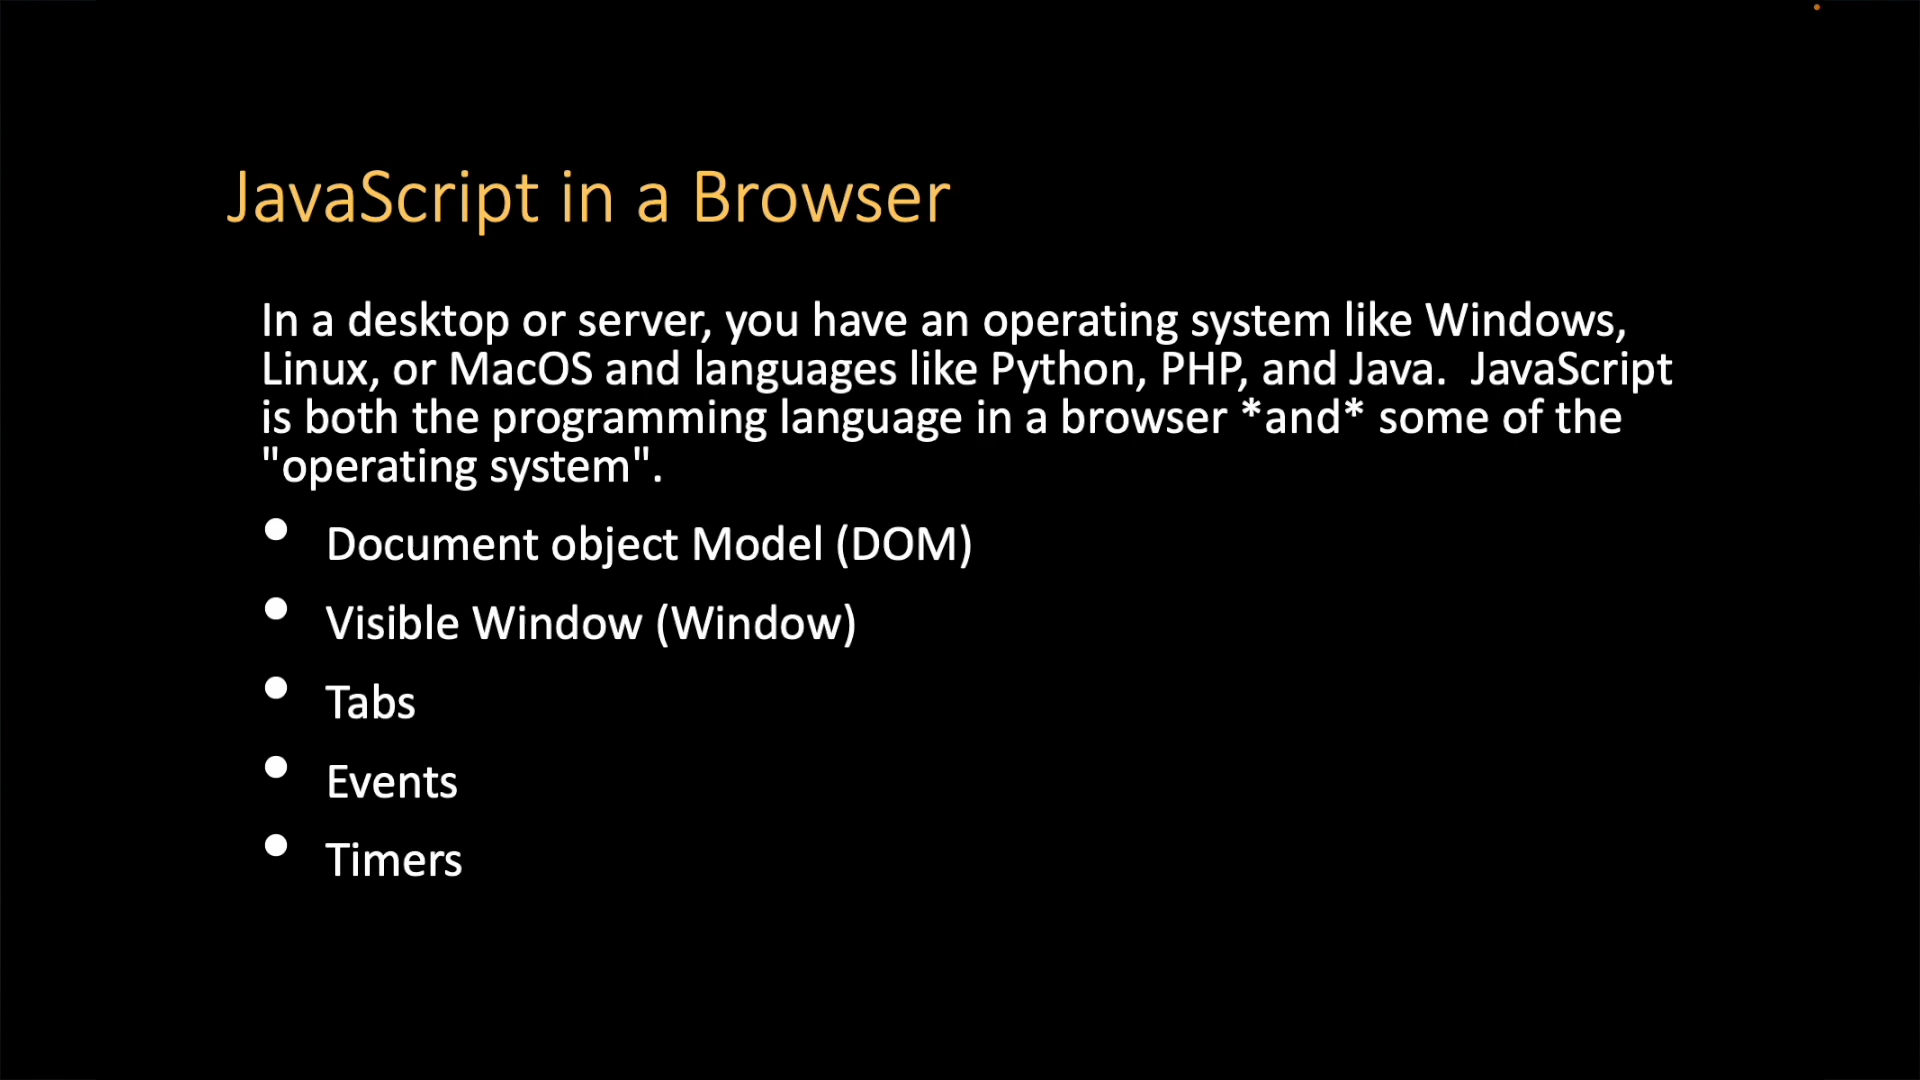 JavaScript in a Browser
In a desktop or server, you have an operating system like Windows,
Linux, or MacOS and languages like Python, PHP, and Java.  JavaScript
is both the programming language in a browser *and* some of the
"operating system".
• Document object Model (DOM)
• Visible Window (Window)
• Tabs
• Events
• Timers